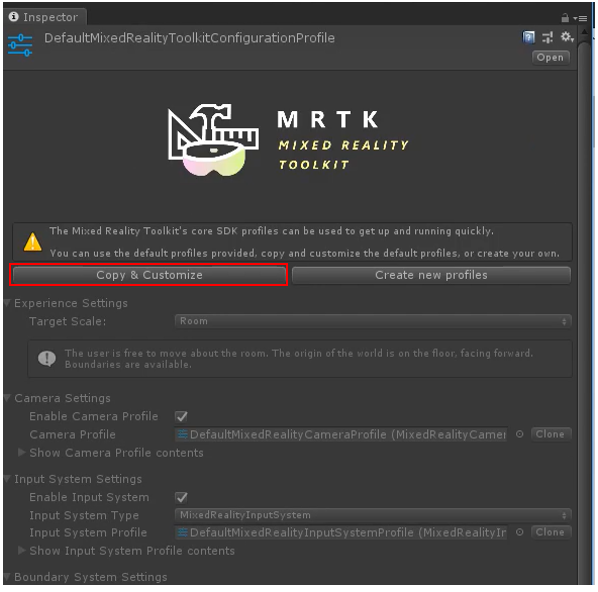 Inspector
DefaultMixedRealityToolkitConfigurationProfile
Open
MRTK
MIXED REALITY
TOOLKIT
The Mixed Reality Toolkit's core SDK profiles can be used to get up and running quickly.
You can use the default profiles provided, copy and customize the default profiles, or create your own.
Copy & Customize Create new profiles
Experience Settings
Target Scale: Room
The user is free to move about the room. The origin of the world is on the floor, facing forward.
Boundaries are available.
Camera Settings
Enable Camera Profile
Camera Profile DefaultMixedRealityCameraProfile (MixedRealityCamer Clone
Show Camera Profile contents
Input System Settings
Enable Input System
Input System Type MixedRealityInputSystem
Input System Profile DefaultMixedRealityInputSystemProfile (MixedRealityIr Clone
Show Input System Profile contents
Boundary System Settings